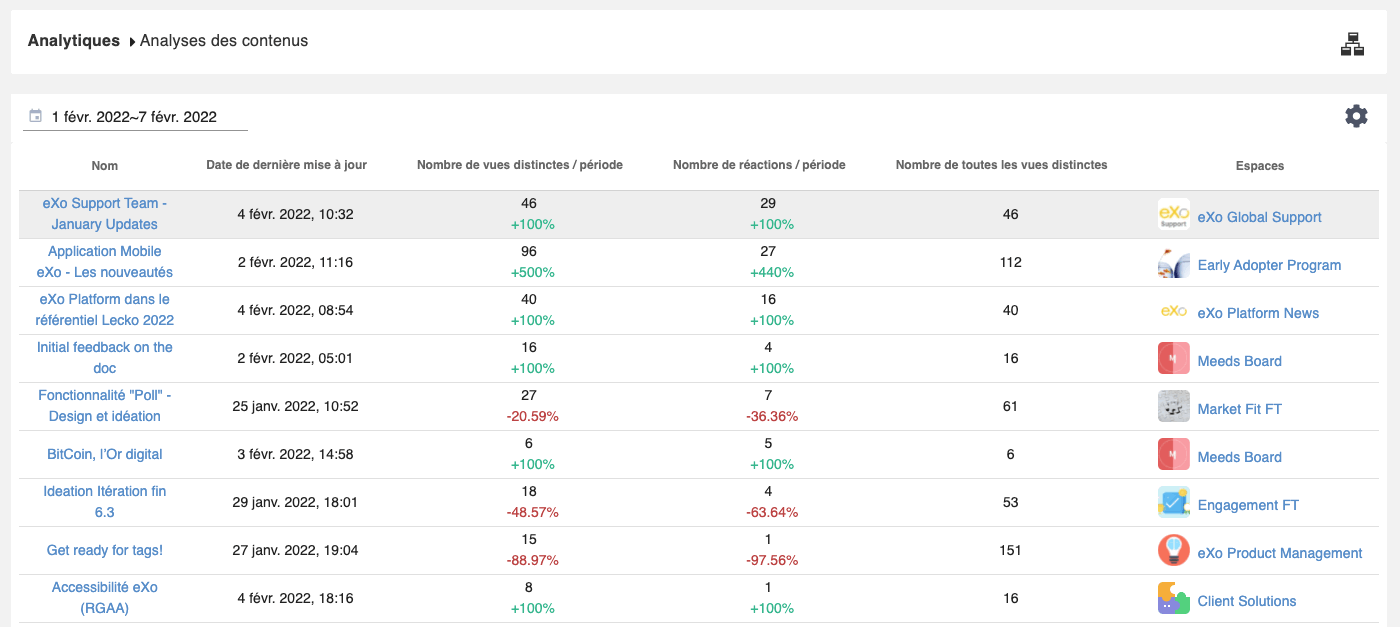 Analytiques Analyses des contenus
1 févr. 2022~7 févr. 2022
Nom Date de dernière mise à jour Nombre de vues distinctes / période Nombre de réactions / période Nombre de toutes les vues distinctes Espaces
eXo Support Team -
January Updates
4 févr. 2022, 10:32
46
+100%
29
+100%
46
eXo
Support
eXo Global Support
Application Mobile
eXo - Les nouveautés
2 févr. 2022, 11:16
96
+500%
27
+440%
112
Early Adopter Program
eXo Platform dans le
référentiel Lecko 2022
4 févr. 2022, 08:54
40
+100%
16
+100%
40
eXo
eXo Platform News
Initial feedback on the
doc
2 févr. 2022, 05:01
16
+100%
4
+100%
16
M
Meeds Board
Fonctionnalité "Poll" -
Design et idéation
25 janv. 2022, 10:52
27
-20.59%
7
-36.36%
61
Market Fit FT
BitCoin, l'Or digital
3 févr. 2022, 14:58
6
+100%
5
+100%
6
M
Meeds Board
Ideation Itération fin
6.3
29 janv. 2022, 18:01
18
-48.57%
4
-63.64%
53
Engagement FT
Get ready for tags!
27 janv. 2022, 19:04
15
-88.97%
1
-97.56%
151
eXo Product Management
Accessibilité eXo
(RGAA)
4 févr. 2022, 18:16
8
+100%
1
+100%
16
Client Solutions